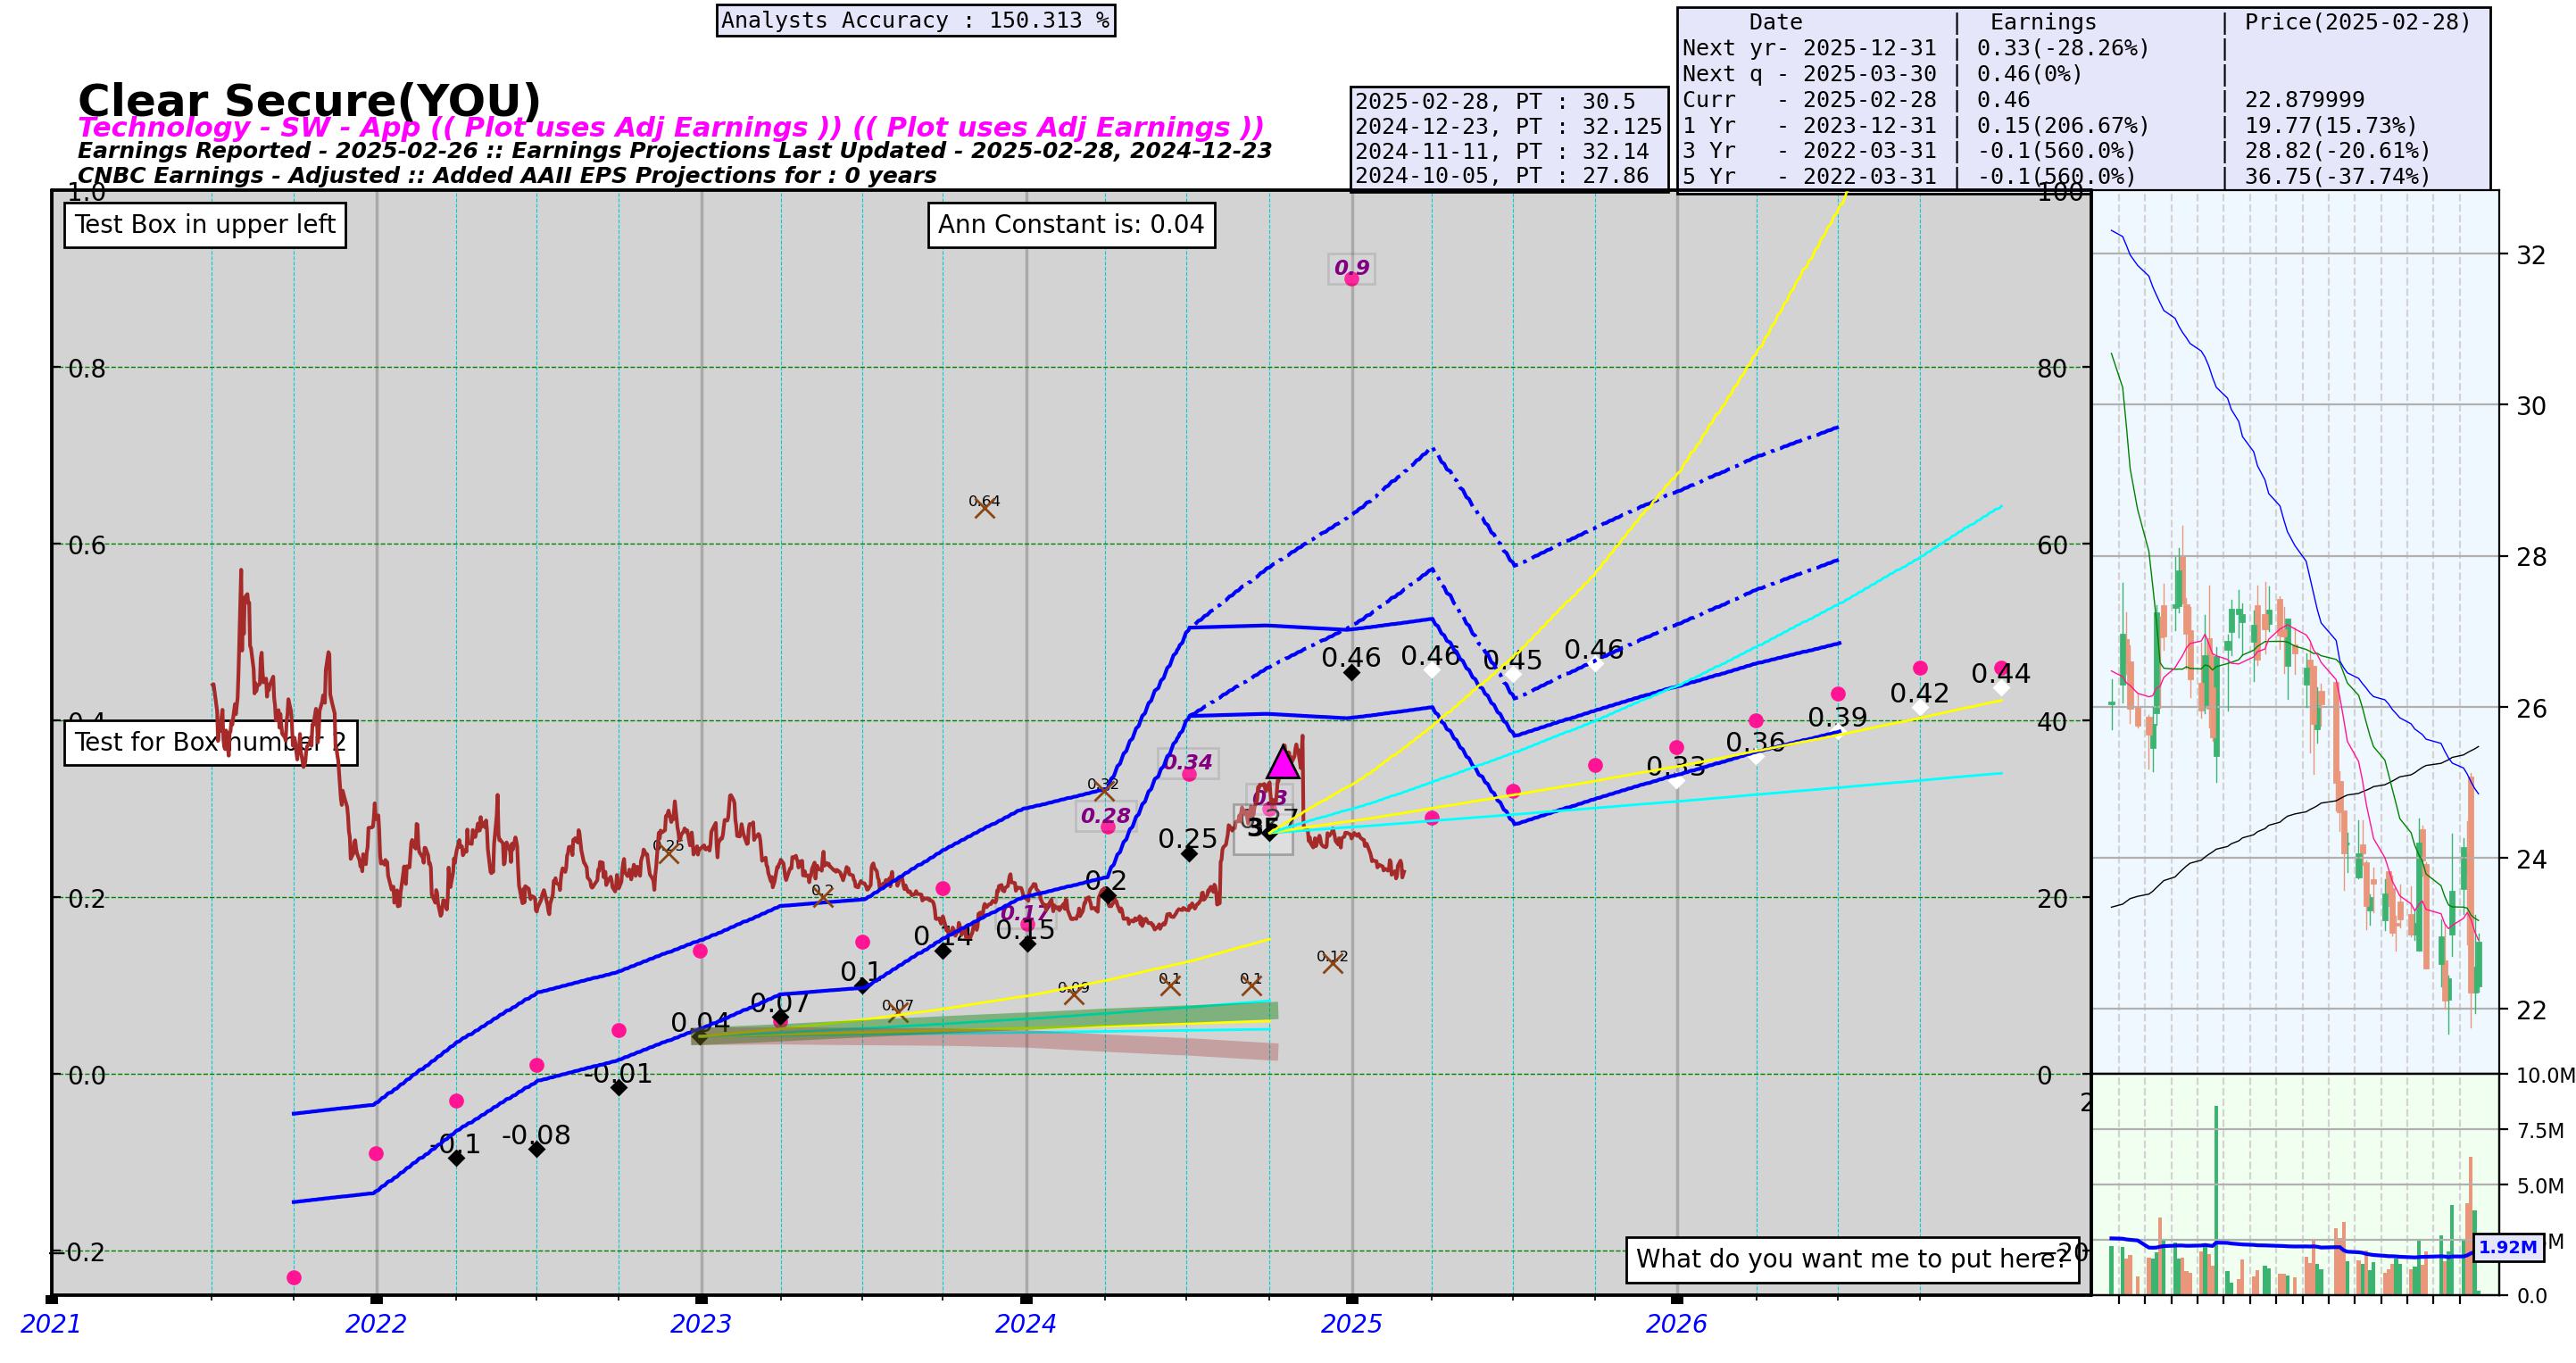 Analysts Accuracy : 150.313 %
Date | Earnings | Price(2025-02-28)
Next yr- 2025-12-31 | 0.33(-28.26%) |
Next q - 2025-03-30 | 0.46(0%) |
Curr - 2025-02-28 | 0.46 | 22.879999
1 Yr - 2023-12-31 | 0.15(206.67%) | 19.77(15.73%)
3 Yr - 2022-03-31 | -0.1(560.0%) | 28.82(-20.61%)
5 Yr - 2022-03-31 | -0.1(560.0%) | 36.75(-37.74%)
2025-02-28, PT : 30.5
2024-12-23, PT : 32.125
2024-11-11, PT : 32.14
2024-10-05, PT : 27.86
Clear Secure(YOU)
Technology - SW - App (( Plot uses Adj Earnings )) (( Plot uses Adj Earnings ))
Earnings Reported - 2025-02-26 :: Earnings Projections Last Updated - 2025-02-28, 2024-12-23
CNBC Earnings - Adjusted :: Added AAII EPS Projections for : 0 years
1.0
100
Test Box in upper left
Ann Constant is: 0.04
0.9
32
0.8
80
30
0.64
0.6
60
28
0.46
0.46
0.45
0.46
0.44
0.42
0.4
0.39
40
26
Test for Box number 2
0.36
0.34
0.33
0.32
0.3
0.28
0.27
35
0.25
0.25
24
0.2
0.2
0.2
20
0.17
0.15
0.14
0.12
0.1
0.1
0.1
0.09
0.07
0.07
22
0.04
-0.01
0.0
0
10.0M
2
-0.1
-0.08
7.5M
5.0M
−0.2
−20
1.92M
M
What do you want me to put here?
0.0
2021
2022
2023
2024
2025
2026